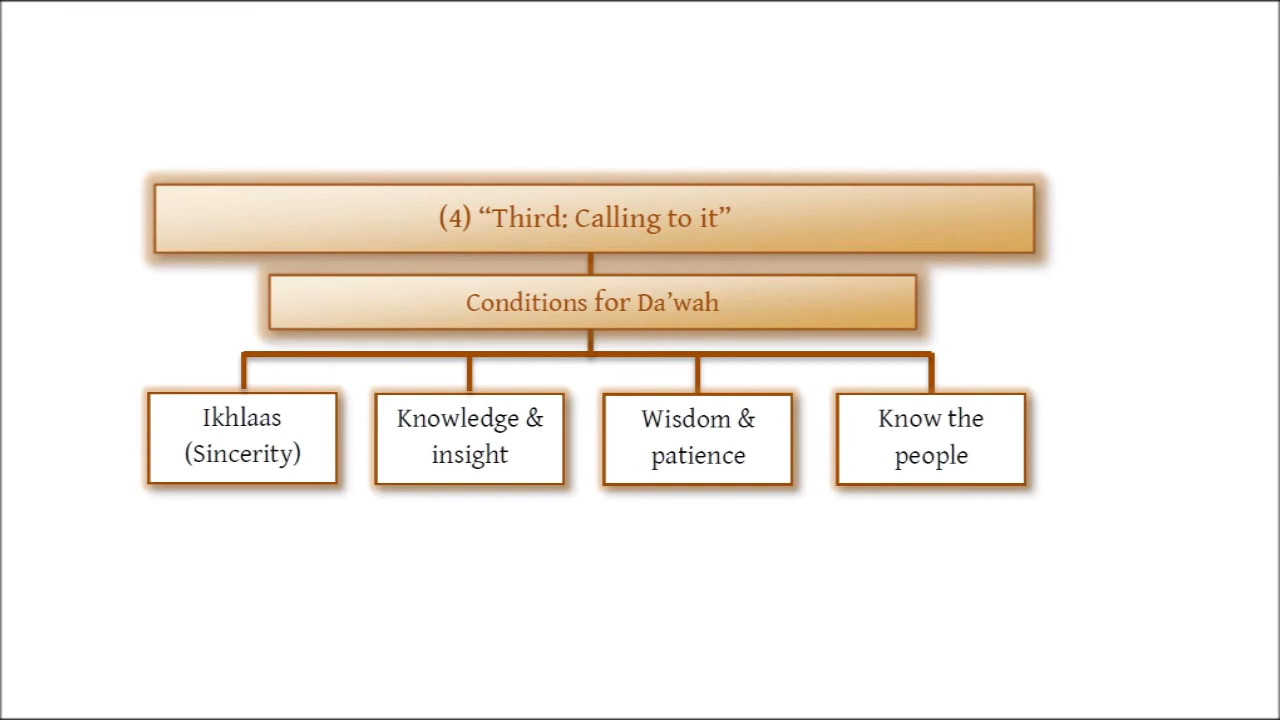 (4) “Third: Calling to it”
Conditions for Da’wah
Ikhlaas
(Sincerity)
Knowledge &
insight
Wisdom &
patience
Know the
people